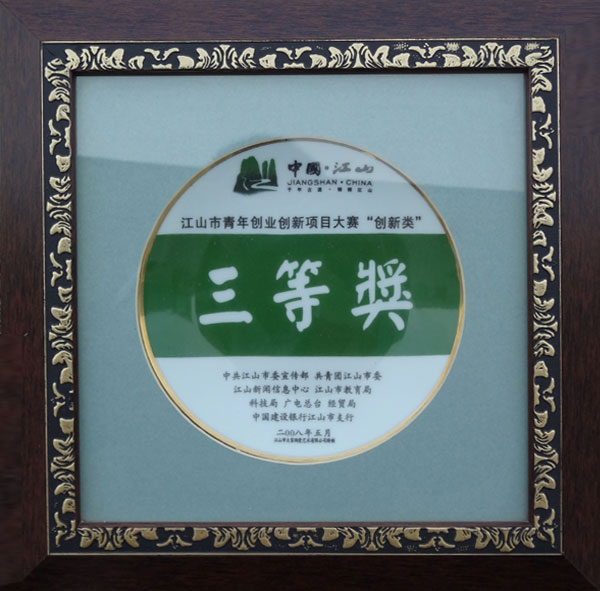 中國·江山
JIANGSHAN·CHINA
江山市青年创业创新项目大赛“创新类”
三等奖
中共江山市委宣传部 共青团江山市委
江山新闻信息中心 江山市教育局
科技局 广电总台 经贸局
中国建设银行江山市支行
二00八年五月